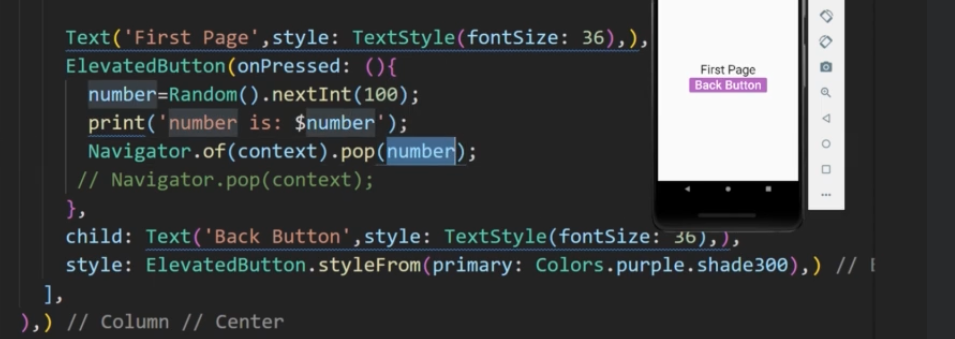 Text('First Page',style: TextStyle(fontSize: 36),),
ElevatedButton(onPressed: (){
number=Random().nextInt(100);
print('number is: $number');
Navigator.of(context).pop(number);
// Navigator.pop(context);
},
child: Text('Back Button',style: TextStyle(fontSize: 36),),
style: ElevatedButton.styleFrom(primary: Colors.purple.shade300),) //
],
),) // Column // Center
First Page
Back Button